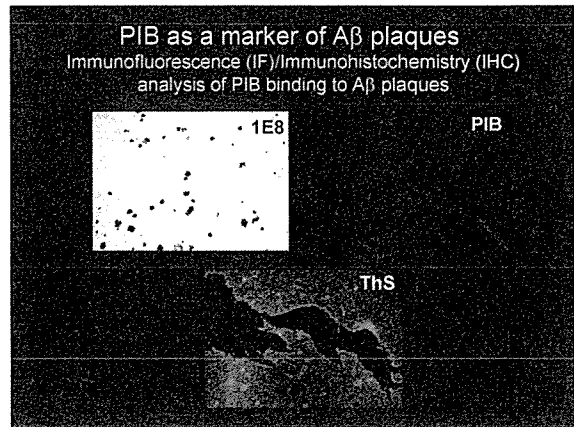 PIB as a marker of Aβ plaques
Immunofluorescence (IF)/Immunohistochemistry (IHC)
analysis of PIB binding to Aβ plaques
1E8
PIB
ThS